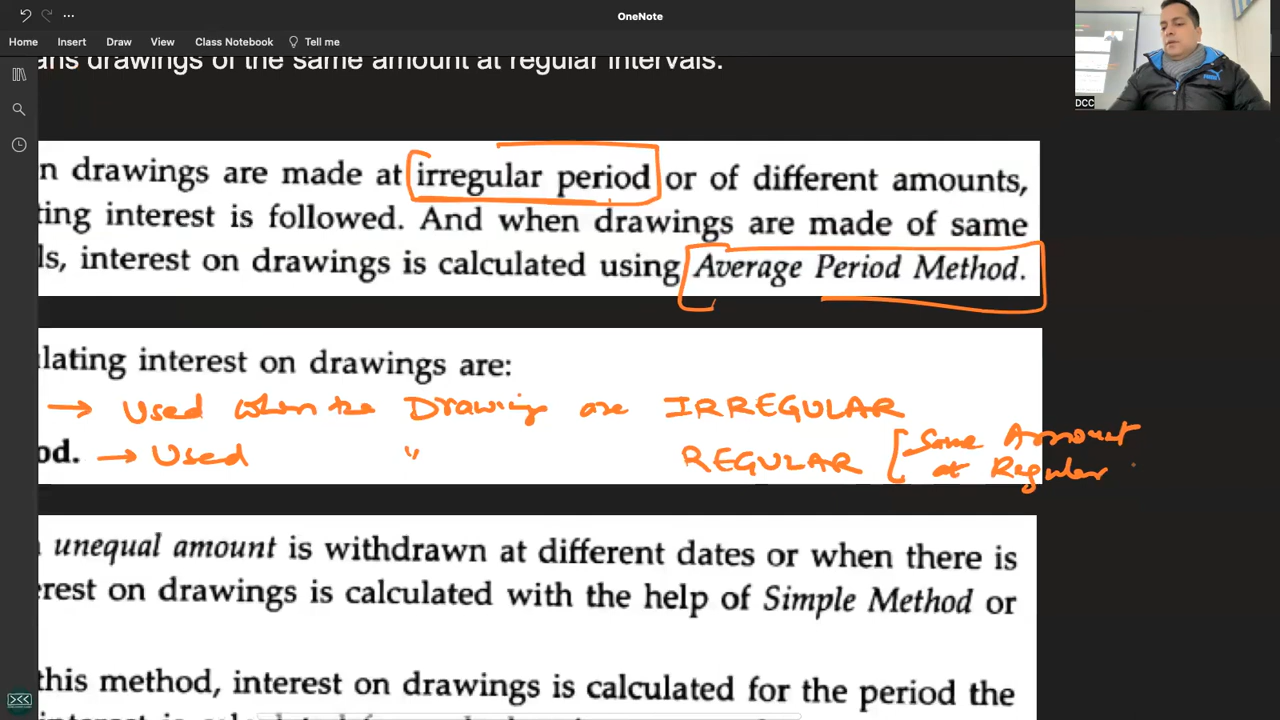 OneNote
Home Insert Draw View Class Notebook Tell me
ans drawings of the same amount at regular intervals.
DCC
n drawings are made at irregular period or of different amounts,
ting interest is followed. And when drawings are made of same
ls, interest on drawings is calculated using Average Period Method.
lating interest on drawings are:
→ Used when the Drawings are IRREGULAR
od. → Used " REGULAR [ Same Amount
at Regular
unequal amount is withdrawn at different dates or when there is
erest on drawings is calculated with the help of Simple Method or
this method, interest on drawings is calculated for the period the